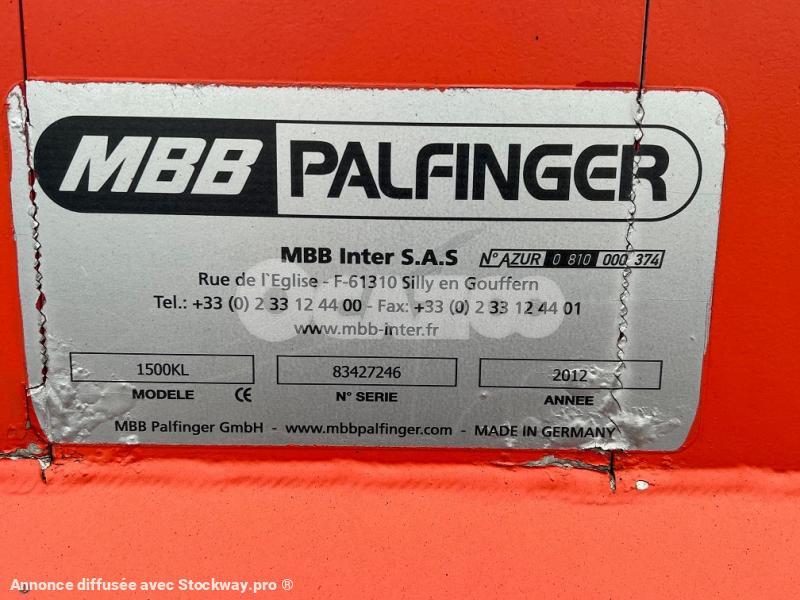 MBB PALFINGER
MBB Inter S.A.S N° AZUR 0 810 000 374
Rue de l`Eglise - F-61310 Silly en Gouffern
Tel.: +33 (0) 2 33 12 44 00 - Fax: +33 (0) 2 33 12 44 01
www.mbb-inter.fr
1500KL 83427246 2012
MODELE CE N° SERIE ANNEE
MBB Palfinger GmbH - www.mbbpalfinger.com - MADE IN GERMANY
Annonce diffusée avec Stockway.pro ®